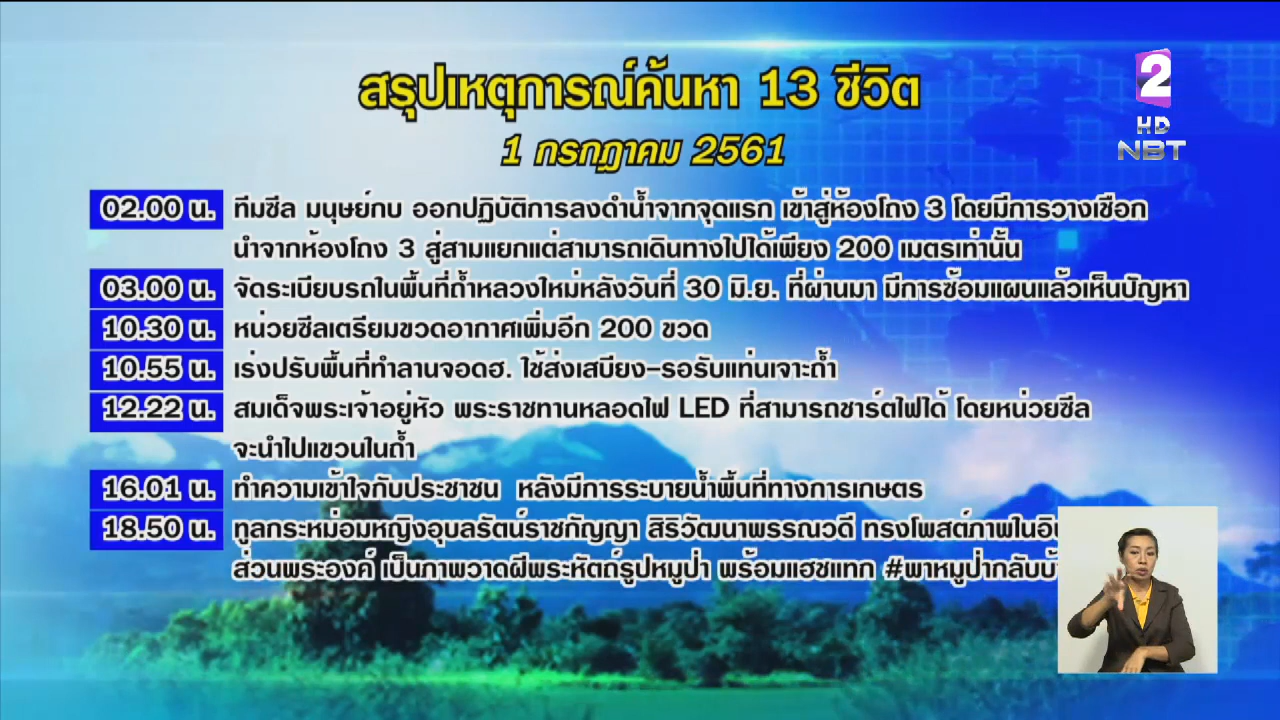 สรุปเหตุการณ์ค้นหา 13 ชีวิต
1 กรกฎาคม 2561
2
HD
NBT
02.00 น. ทีมซีล มนุษย์กบ ออกปฏิบัติการลงดำน้ำจากจุดแรก เข้าสู่ห้องโถง 3 โดยมีการวางเชือก
นำจากห้องโถง 3 สู่สามแยกแต่สามารถเดินทางไปได้เพียง 200 เมตรเท่านั้น
03.00 น. จัดระเบียบรถในพื้นที่ถ้ำหลวงใหม่หลังวันที่ 30 มิ.ย. ที่ผ่านมา มีการซ้อมแผนแล้วเห็นปัญหา
10.30 น. หน่วยซีลเตรียมขวดอากาศเพิ่มอีก 200 ขวด
10.55 น. เร่งปรับพื้นที่ทำลานจอดฮ. ใช้ส่งเสบียง-รอรับแท่นเจาะถ้ำ
12.22 น. สมเด็จพระเจ้าอยู่หัว พระราชทานหลอดไฟ LED ที่สามารถชาร์ตไฟได้ โดยหน่วยซีล
จะนำไปแขวนในถ้ำ
16.01 น. ทำความเข้าใจกับประชาชน หลังมีการระบายน้ำพื้นที่ทางการเกษตร
18.50 น. ทูลกระหม่อมหญิงอุบลรัตน์ราชกัญญา สิริวัฒนาพรรณวดี ทรงโพสต์ภาพใน
ส่วนพระองค์ เป็นภาพวาดฝีพระหัตถ์รูปหมูป่า พร้อมแฮชแทก